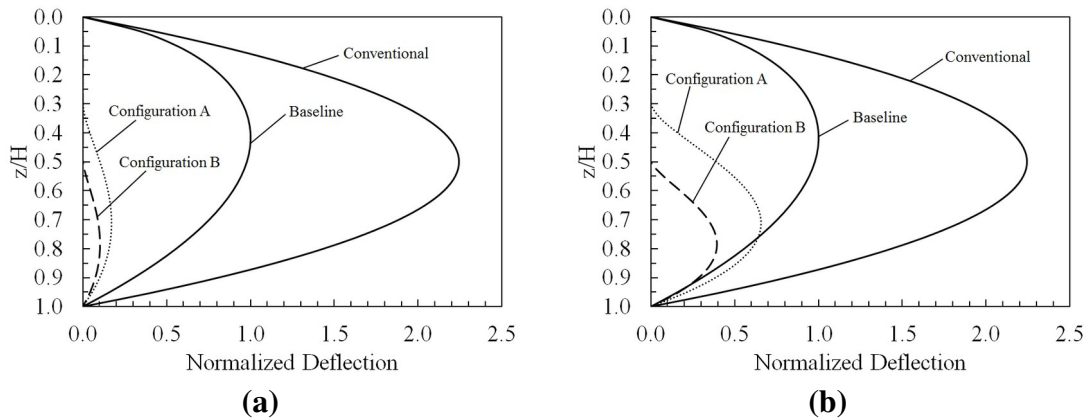 0.0
0.1
0.2
0.3
0.4
0.5
0.6
0.7
0.8
0.9
1.0
z/H
Conventional
Configuration A
Baseline
Configuration B
0.0 0.5 1.0 1.5 2.0 2.5
Normalized Deflection
(a)
0.0
0.1
0.2
0.3
0.4
0.5
0.6
0.7
0.8
0.9
1.0
z/H
Configuration A
Conventional
Configuration B
Baseline
0.0 0.5 1.0 1.5 2.0 2.5
Normalized Deflection
(b)